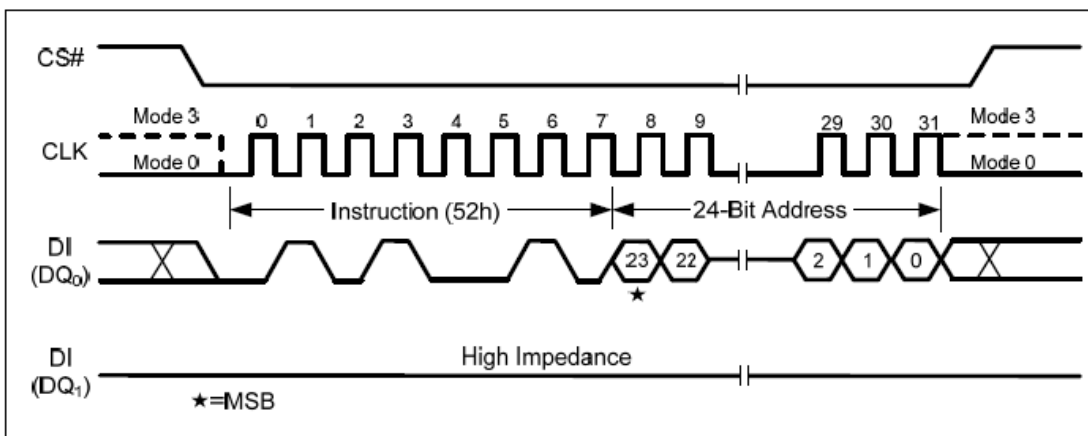 CS#
Mode 3 0 1 2 3 4 5 6 7 8 9 29 30 31 Mode 3
CLK
Mode 0 Mode 0
Instruction (52h) 24-Bit Address
DI
(DQ0)
23 22 2 1 0
★
DI
(DQ1)
High Impedance
★=MSB